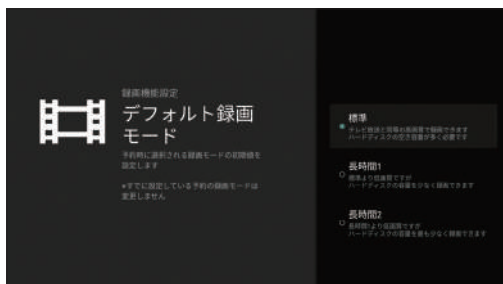 録画機能設定
デフォルト録画
モード
予約時に選択される録画モードの初期値を
設定します
*すでに設定している予約の録画モードは
変更しません
標準
テレビ放送と同等の高画質で録画できます
ハードディスクの空き容量が多く必要です
長時間1
標準より低画質ですが
ハードディスクの容量を少なく録画できます
長時間2
長時間1より低画質ですが
ハードディスクの容量を最も少なく録画できます